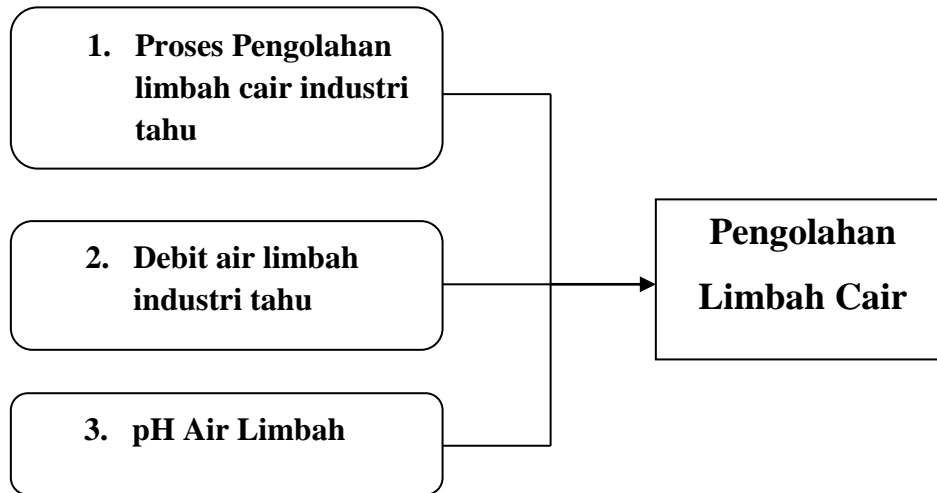 1. Proses Pengolahan
limbah cair industri
tahu
2. Debit air limbah
industri tahu
3. pH Air Limbah
Pengolahan
Limbah Cair